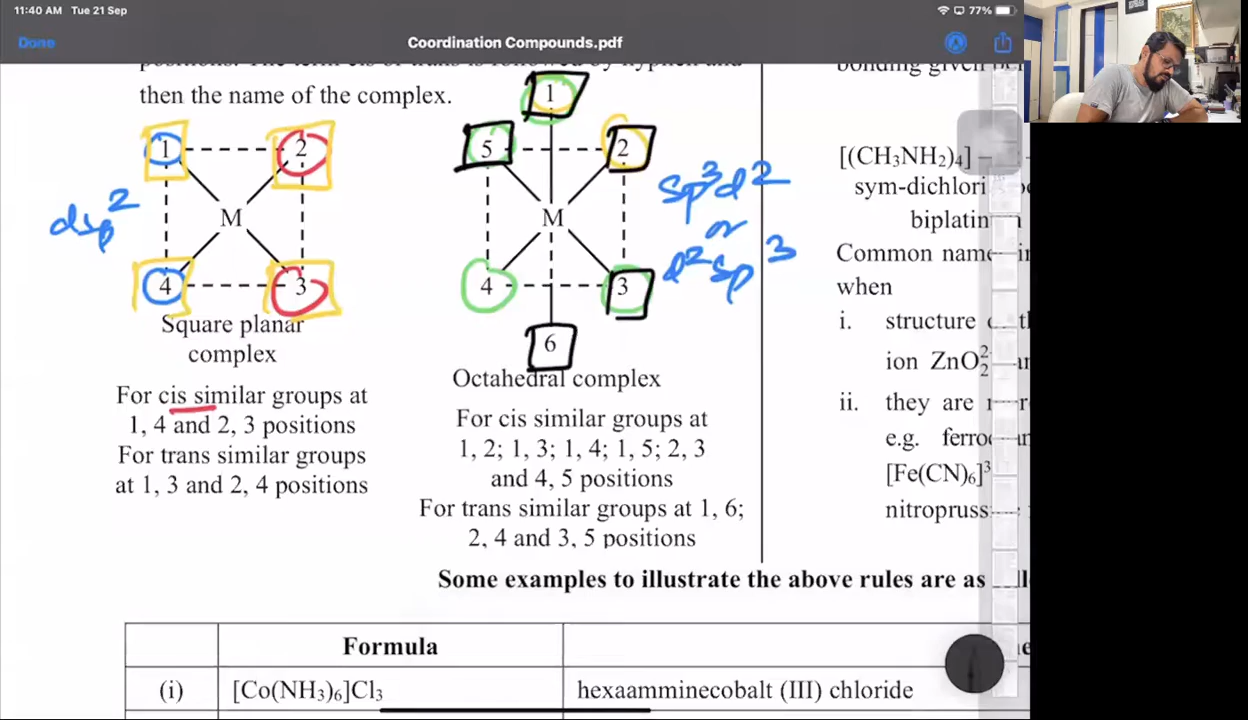 11:40 AM Tue 21 Sep
77%
Done
Coordination Compounds.pdf
then the name of the complex.
1
2
M
4
3
dsp²
Square planar
complex
For cis similar groups at
1, 4 and 2, 3 positions
For trans similar groups
at 1, 3 and 2, 4 positions
1
5
2
M
4
3
6
sp³d²
or
d²sp³
Octahedral complex
For cis similar groups at
1, 2; 1, 3; 1, 4; 1, 5; 2, 3
and 4, 5 positions
For trans similar groups at 1, 6;
2, 4 and 3, 5 positions
bonding given
[(CH₃NH₂)₄]
sym-dichlori
biplatin
Common name
when
i. structure
ion ZnO₂²⁻
ii. they are
e.g. ferro
[Fe(CN)₆]³
nitropruss
Some examples to illustrate the above rules are as
Formula
(i) [Co(NH₃)₆]Cl₃ hexaamminecobalt (III) chloride